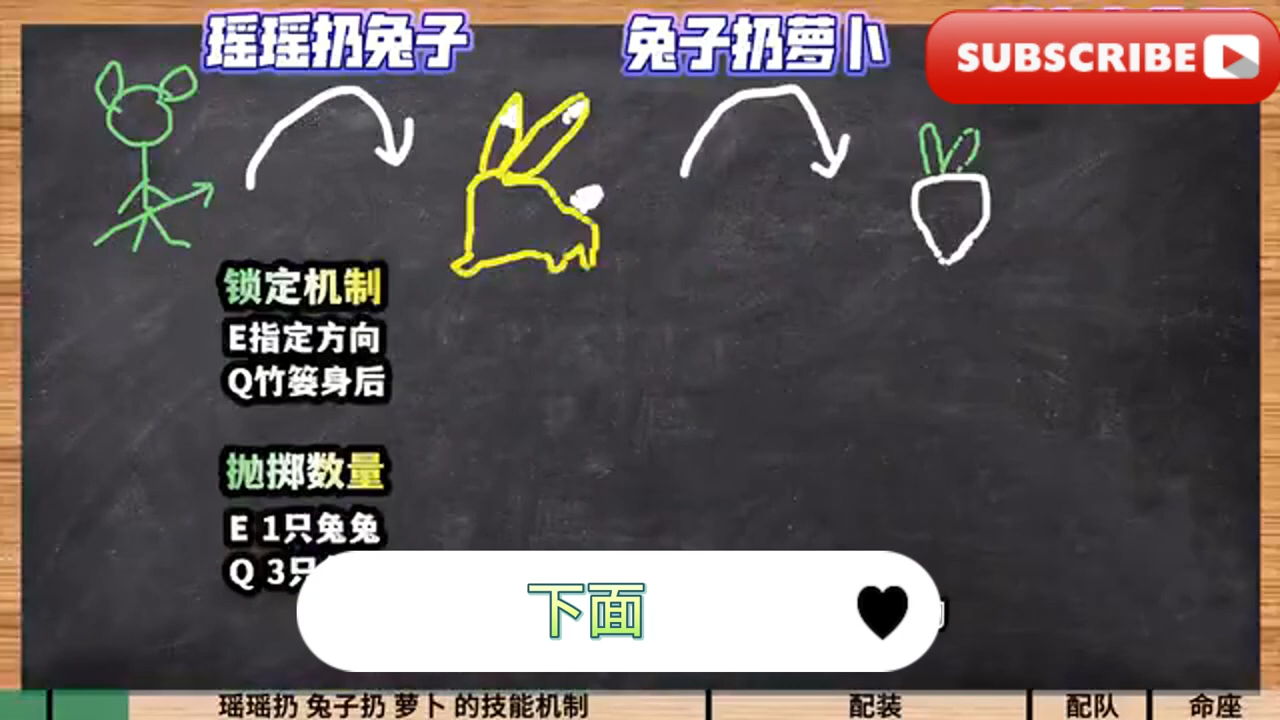 瑶瑶扔兔子
兔子扔萝卜
SUBSCRIBE
锁定机制
E指定方向
Q竹篓身后
抛掷数量
E 1只兔兔
Q 3只
下面
瑶瑶扔 兔子扔 萝卜 的技能机制
配装
配队
命座